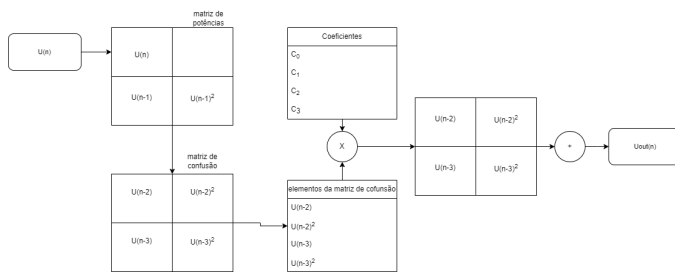 matriz de
potências
U(n)
U(n)
U(n-1)
U(n-1)²
matriz de
confusão
U(n-2)
U(n-2)²
U(n-3)
U(n-3)²
Coeficientes
C₀
C₁
C₂
C₃
X
elementos da matriz de cofunsão
U(n-2)
U(n-2)²
U(n-3)
U(n-3)²
U(n-2)
U(n-2)²
U(n-3)
U(n-3)²
+
Uout(n)